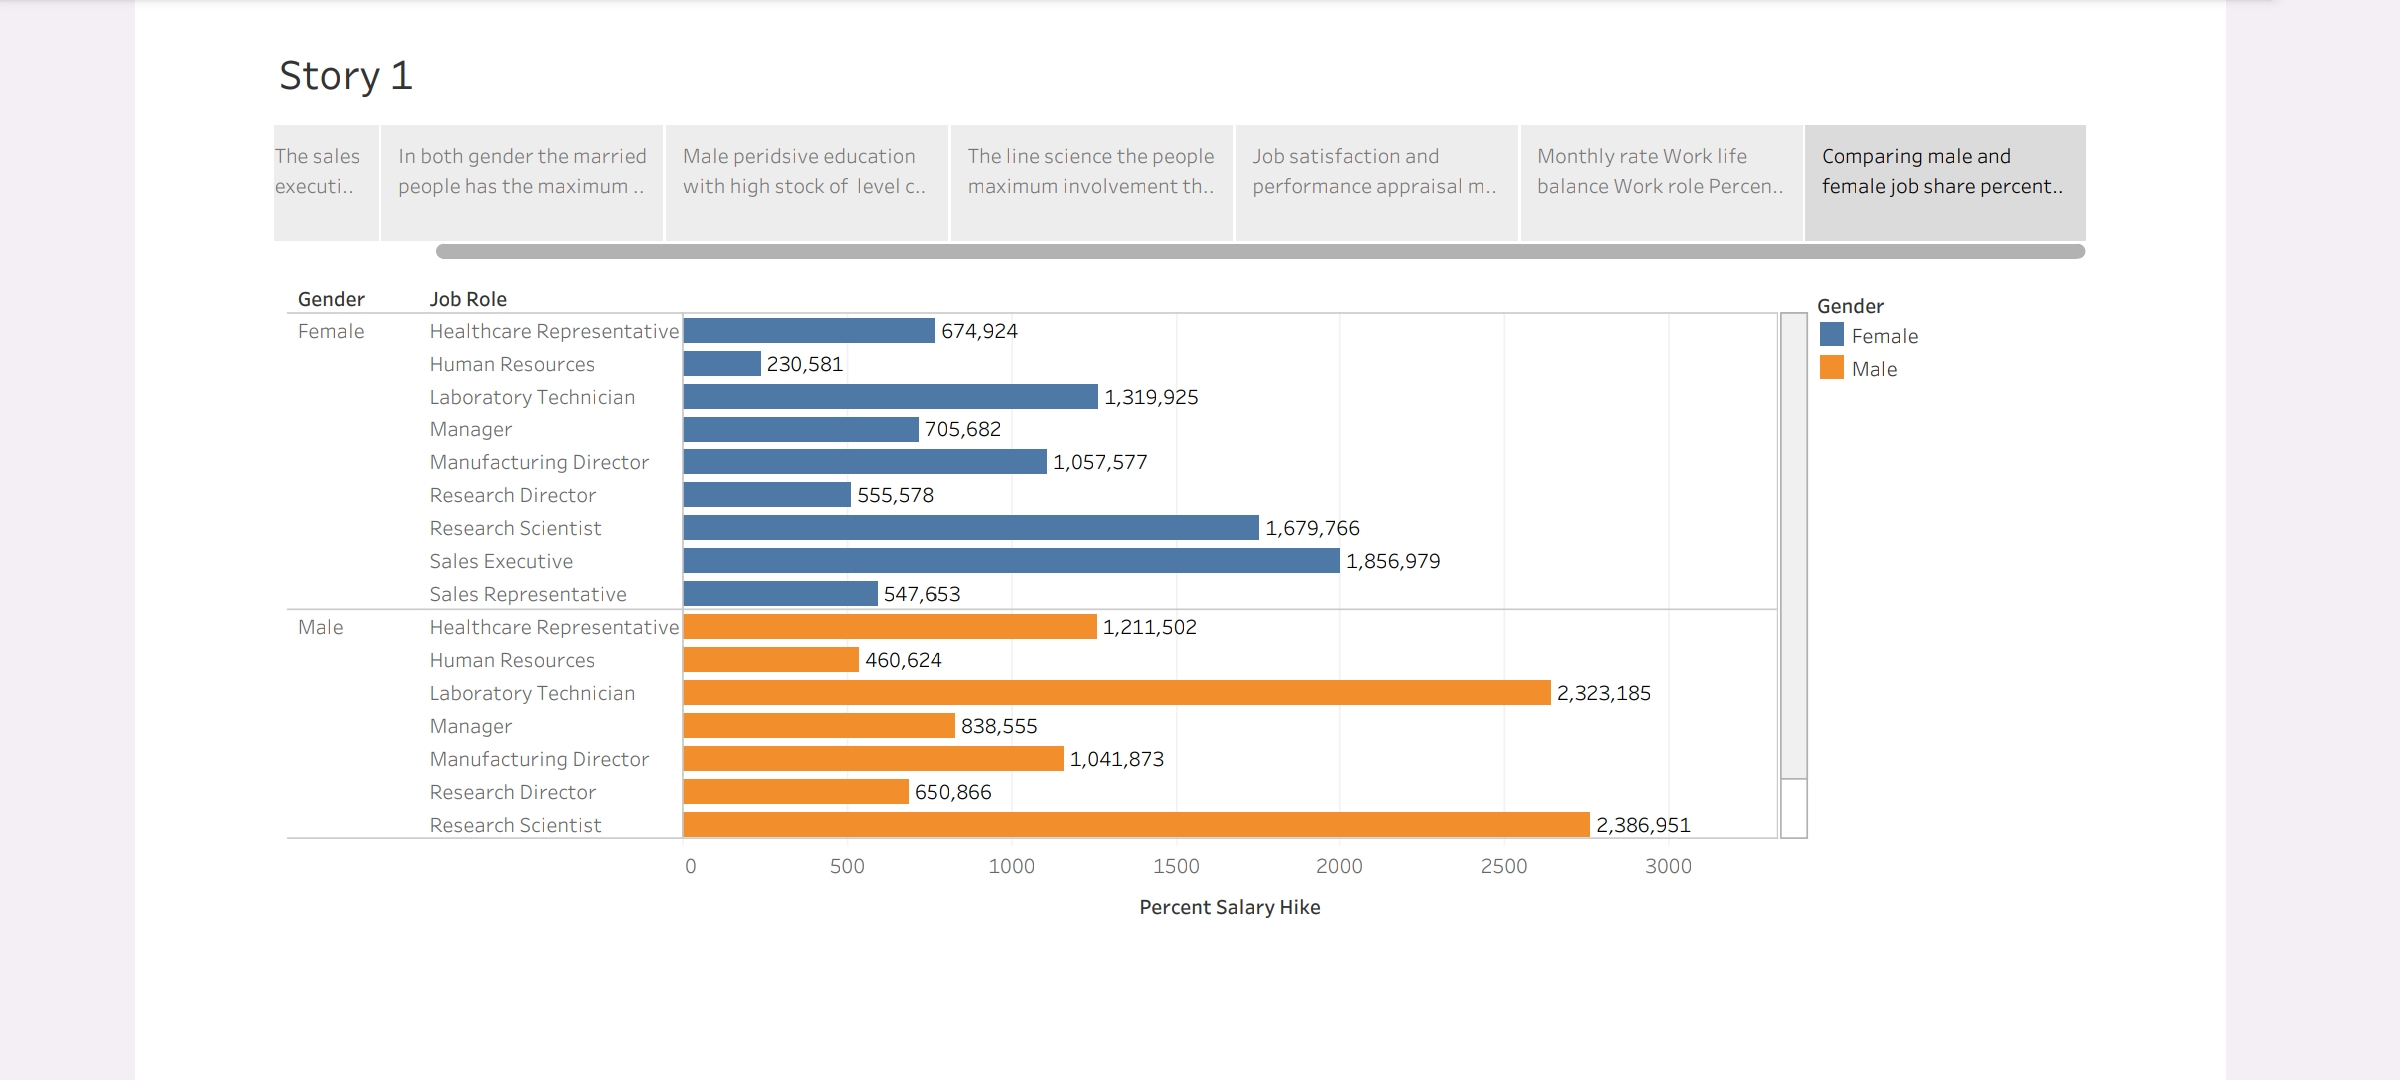 Story 1
The sales
executi..
In both gender the married
people has the maximum ..
Male peridsive education
with high stock of level c..
The line science the people
maximum involvement th..
Job satisfaction and
performance appraisal m..
Monthly rate Work life
balance Work role Percen..
Comparing male and
female job share percent..
Gender Job Role
Female Healthcare Representative 674,924
Human Resources 230,581
Laboratory Technician 1,319,925
Manager 705,682
Manufacturing Director 1,057,577
Research Director 555,578
Research Scientist 1,679,766
Sales Executive 1,856,979
Sales Representative 547,653
Male Healthcare Representative 1,211,502
Human Resources 460,624
Laboratory Technician 2,323,185
Manager 838,555
Manufacturing Director 1,041,873
Research Director 650,866
Research Scientist 2,386,951
0 500 1000 1500 2000 2500 3000
Percent Salary Hike
Gender
Female
Male